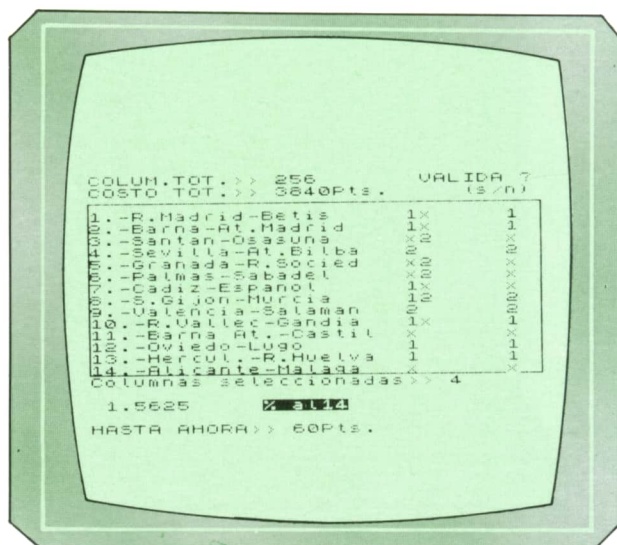 COLUM.TOT.>> 256 VALIDA ?
COSTO TOT.>> 3840Pts. (s/n)
1.-R.Madrid-Betis 1X 1
2.-Barna-At.Madrid 1X 1
3.-Santan-Osasuna X2 X
4.-Sevilla-At.Bilba 2 2
5.-Granada-R.Socied X2 X
6.-Palmas-Sabadel X2 X
7.-Cadiz-Espanol 1X X
8.-S.Gijon-Murcia 12 2
9.-Valencia-Salaman 2 2
10.-R.Vallec-Gandia 1X 1
11.-Barna At.-Castil X X
12.-Oviedo-Lugo 1 1
13.-Hercul.-R.Huelva 1 1
14.-Alicante-Malaga X X
Columnas seleccionadas>> 4
1.5625 % al14
HASTA AHORA>> 60Pts.